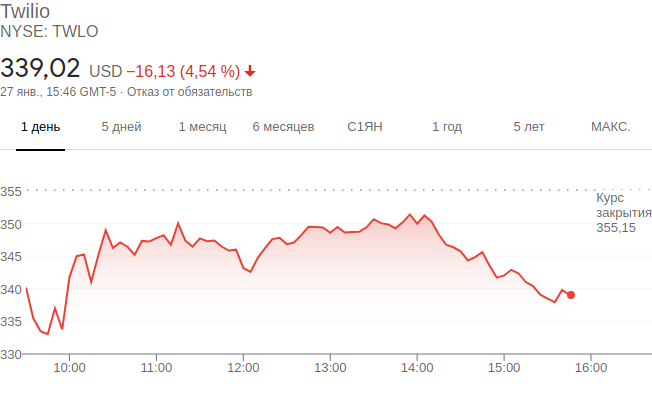 Twilio
NYSE: TWLO
339,02 USD −16,13 (4,54 %)
27 янв., 15:46 GMT-5 · Отказ от обязательств
1 день 5 дней 1 месяц 6 месяцев С1ЯН 1 год 5 лет МАКС.
355
Курс
закрытия
355,15
350
345
340
335
330
10:00 11:00 12:00 13:00 14:00 15:00 16:00